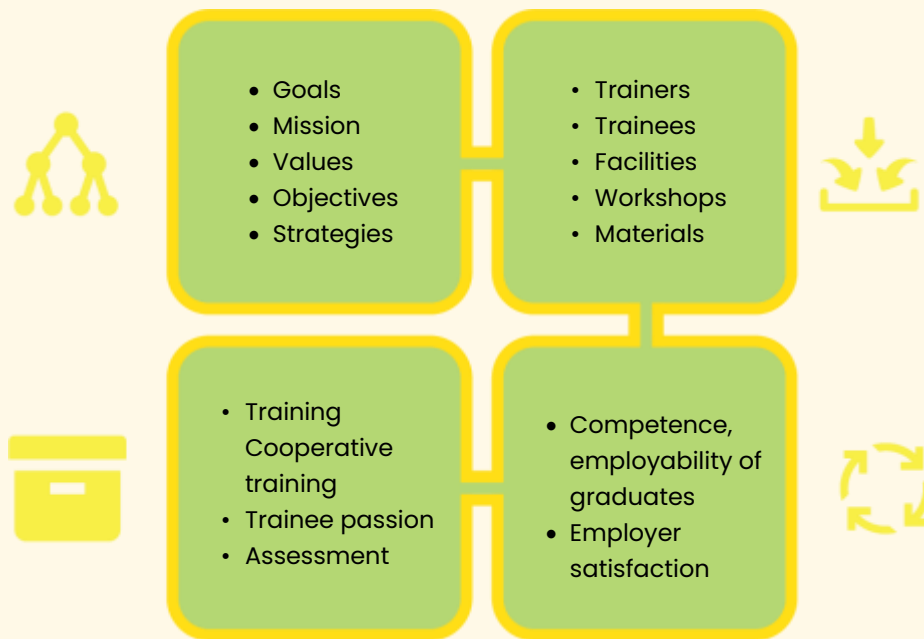 • Goals
• Mission
• Values
• Objectives
• Strategies
• Trainers
• Trainees
• Facilities
• Workshops
• Materials
• Training
Cooperative
training
• Trainee passion
• Assessment
• Competence,
employability of
graduates
• Employer
satisfaction